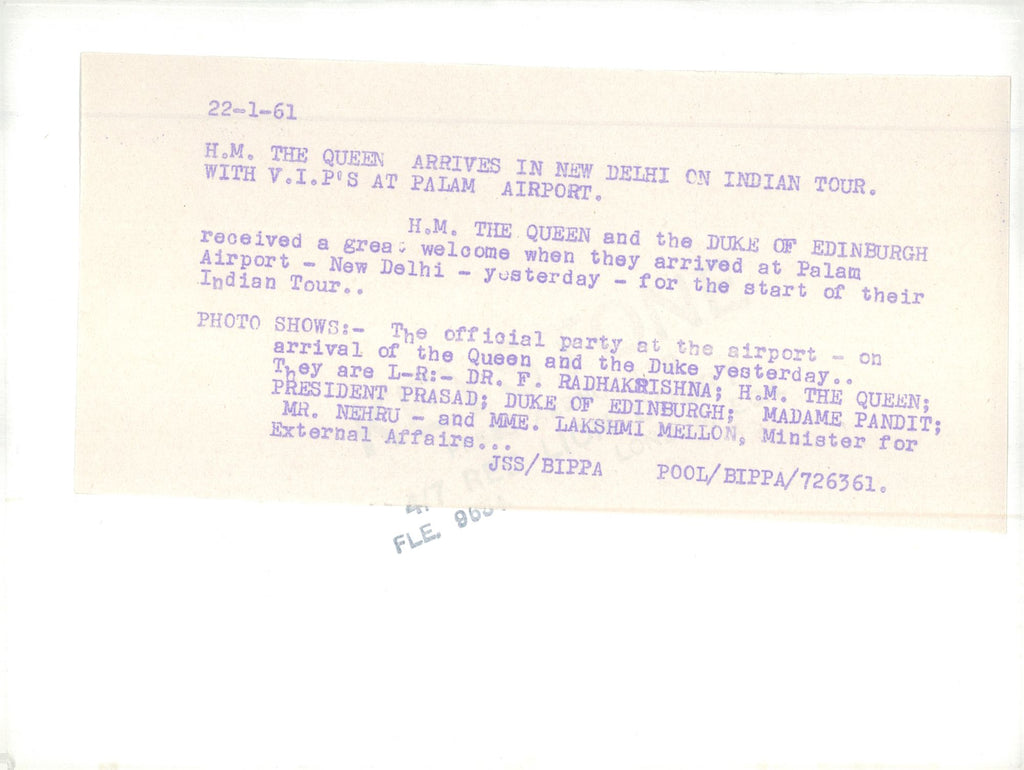 22-1-61
H.M. THE QUEEN ARRIVES IN NEW DELHI ON INDIAN TOUR.
WITH V.I.P'S AT PALAM AIRPORT.
H.M. THE QUEEN and the DUKE OF EDINBURGH
received a great welcome when they arrived at Palam
Airport - New Delhi - yesterday - for the start of their
Indian Tour..
PHOTO SHOWS:- The official party at the airport - on
arrival of the Queen and the Duke yesterday..
They are L-R:- DR. F. RADHAKRISHNA; H.M. THE QUEEN;
PRESIDENT PRASAD; DUKE OF EDINBURGH; MADAME PANDIT;
MR. NEHRU - and MME. LAKSHMI MELLON, Minister for
External Affairs...
JSS/BIPPA POOL/BIPPA/726361.
4/7 RED LION
FLE.